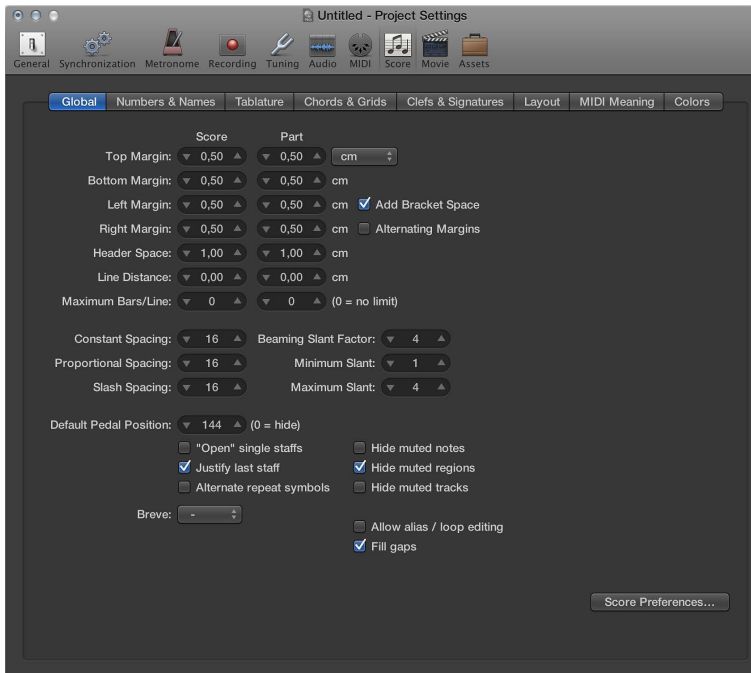 Untitled - Project Settings
General Synchronization Metronome Recording Tuning Audio MIDI Score Movie Assets
Global Numbers & Names Tablature Chords & Grids Clefs & Signatures Layout MIDI Meaning Colors
Score Part
Top Margin: 0,50 0,50 cm
Bottom Margin: 0,50 0,50 cm
Left Margin: 0,50 0,50 cm Add Bracket Space
Right Margin: 0,50 0,50 cm Alternating Margins
Header Space: 1,00 1,00 cm
Line Distance: 0,00 0,00 cm
Maximum Bars/Line: 0 0 (0 = no limit)
Constant Spacing: 16 Beaming Slant Factor: 4
Proportional Spacing: 16 Minimum Slant: 1
Slash Spacing: 16 Maximum Slant: 4
Default Pedal Position: 144 (0 = hide)
"Open" single staffs Hide muted notes
Justify last staff Hide muted regions
Alternate repeat symbols Hide muted tracks
Breve: -
Allow alias / loop editing
Fill gaps
Score Preferences...